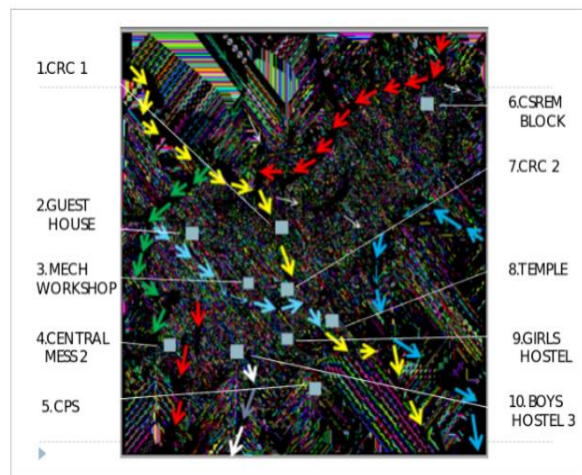 1.CRC 1
2.GUEST
HOUSE
3.MECH
WORKSHOP
4.CENTRAL
MESS 2
5.CPS
6.CSREM
BLOCK
7.CRC 2
8.TEMPLE
9.GIRLS
HOSTEL
10.BOYS
HOSTEL 3